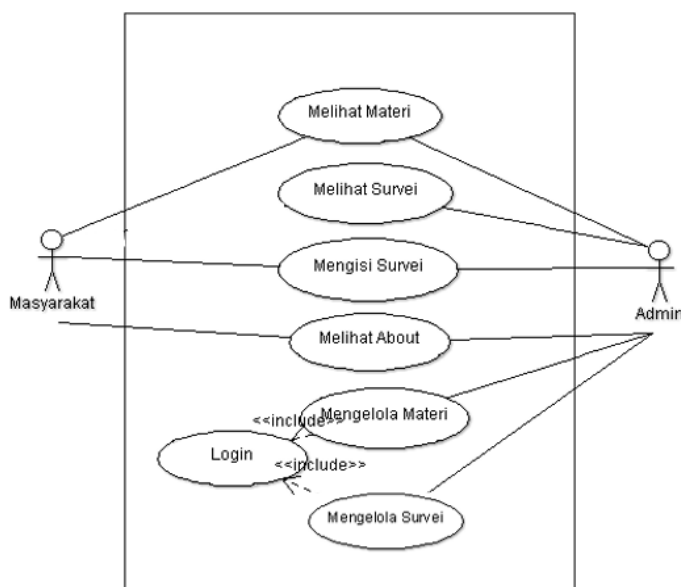 Melihat Materi
Melihat Survei
Mengisi Survei
Masyarakat
Admin
Melihat About
Mengelola Materi
<<include>>
Login
<<include>>
Mengelola Survei